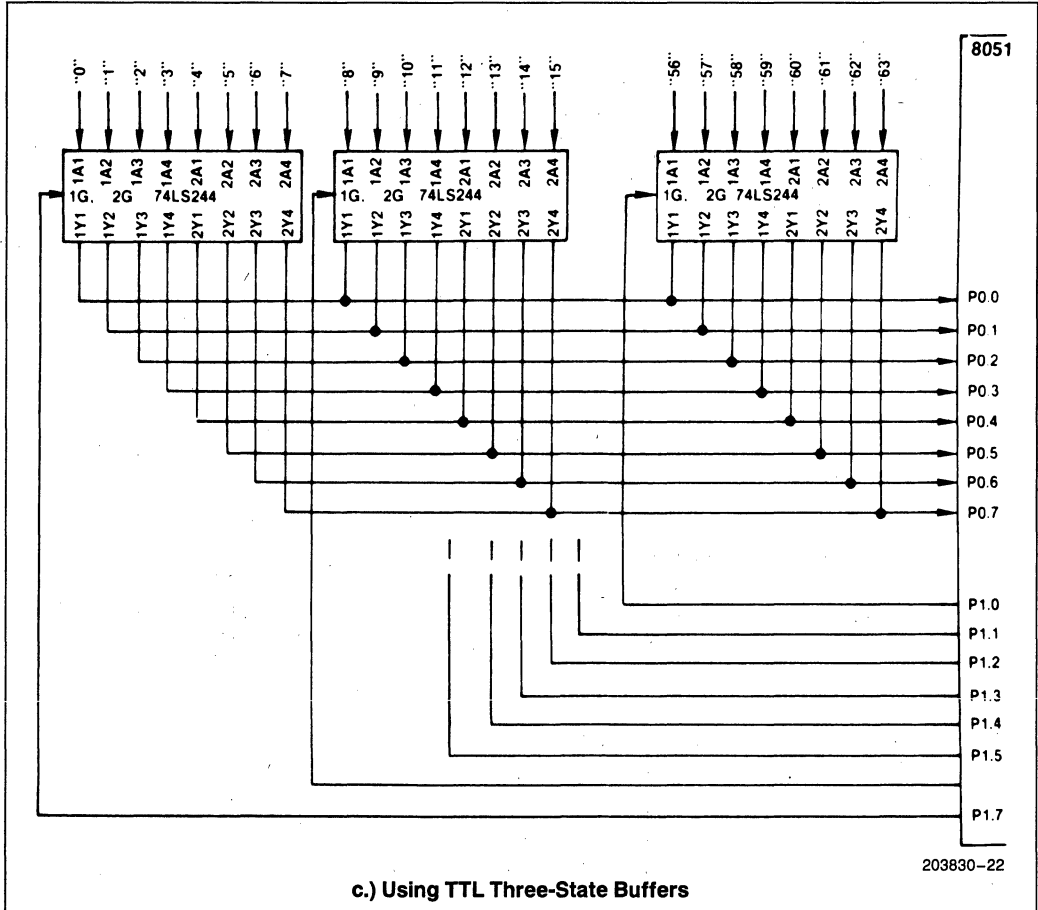 8051
"0" "1" "2" "3" "4" "5" "6" "7"
"8" "9" "10" "11" "12" "13" "14" "15"
"56" "57" "58" "59" "60" "61" "62" "63"
1A1 1A2 1A3 1A4 2A1 2A2 2A3 2A4
1G. 2G 74LS244
1Y1 1Y2 1Y3 1Y4 2Y1 2Y2 2Y3 2Y4
1A1 1A2 1A3 1A4 2A1 2A2 2A3 2A4
1G. 2G 74LS244
1Y1 1Y2 1Y3 1Y4 2Y1 2Y2 2Y3 2Y4
1A1 1A2 1A3 1A4 2A1 2A2 2A3 2A4
1G. 2G 74LS244
1Y1 1Y2 1Y3 1Y4 2Y1 2Y2 2Y3 2Y4
P0.0
P0.1
P0.2
P0.3
P0.4
P0.5
P0.6
P0.7
P1.0
P1.1
P1.2
P1.3
P1.4
P1.5
P1.7
203830-22
c.) Using TTL Three-State Buffers